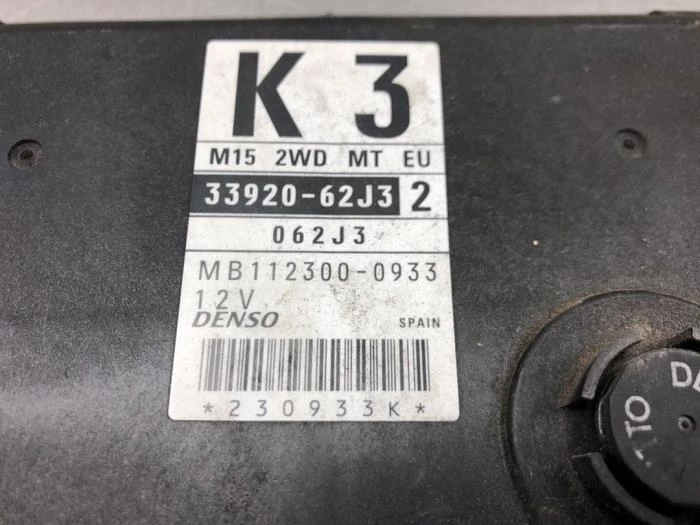 K 3
M15 2WD MT EU
33920-62J3 2
062J3
MB112300-0933
12V
DENSO SPAIN
*230933K*